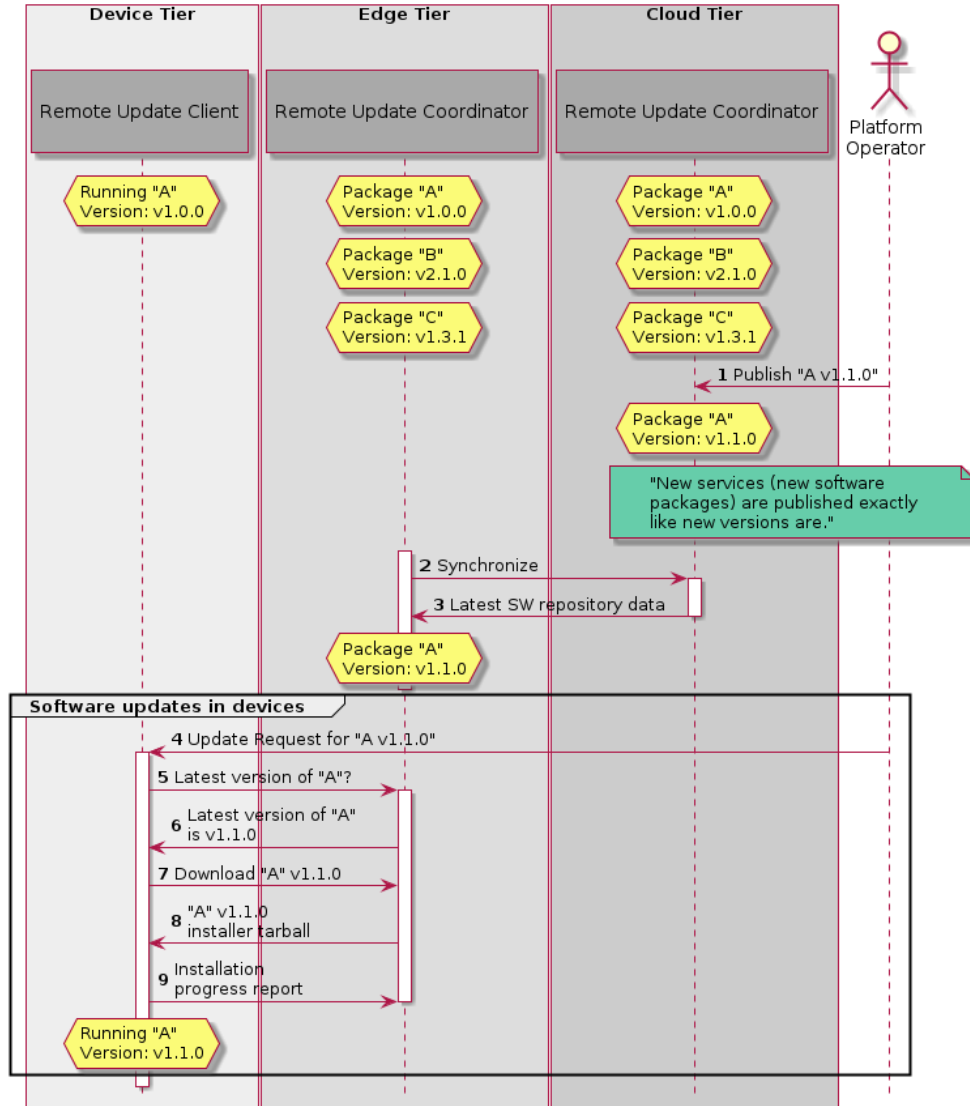 Device Tier
Edge Tier
Cloud Tier
Remote Update Client
Remote Update Coordinator
Remote Update Coordinator
Platform
Operator
Running "A"
Version: v1.0.0
Package "A"
Version: v1.0.0
Package "A"
Version: v1.0.0
Package "B"
Version: v2.1.0
Package "B"
Version: v2.1.0
Package "C"
Version: v1.3.1
Package "C"
Version: v1.3.1
1 Publish "A v1.1.0"
Package "A"
Version: v1.1.0
"New services (new software
packages) are published exactly
like new versions are."
2 Synchronize
3 Latest SW repository data
Package "A"
Version: v1.1.0
Software updates in devices
4 Update Request for "A v1.1.0"
5 Latest version of "A"?
6 Latest version of "A"
is v1.1.0
7 Download "A" v1.1.0
8 "A" v1.1.0
installer tarball
9 Installation
progress report
Running "A"
Version: v1.1.0